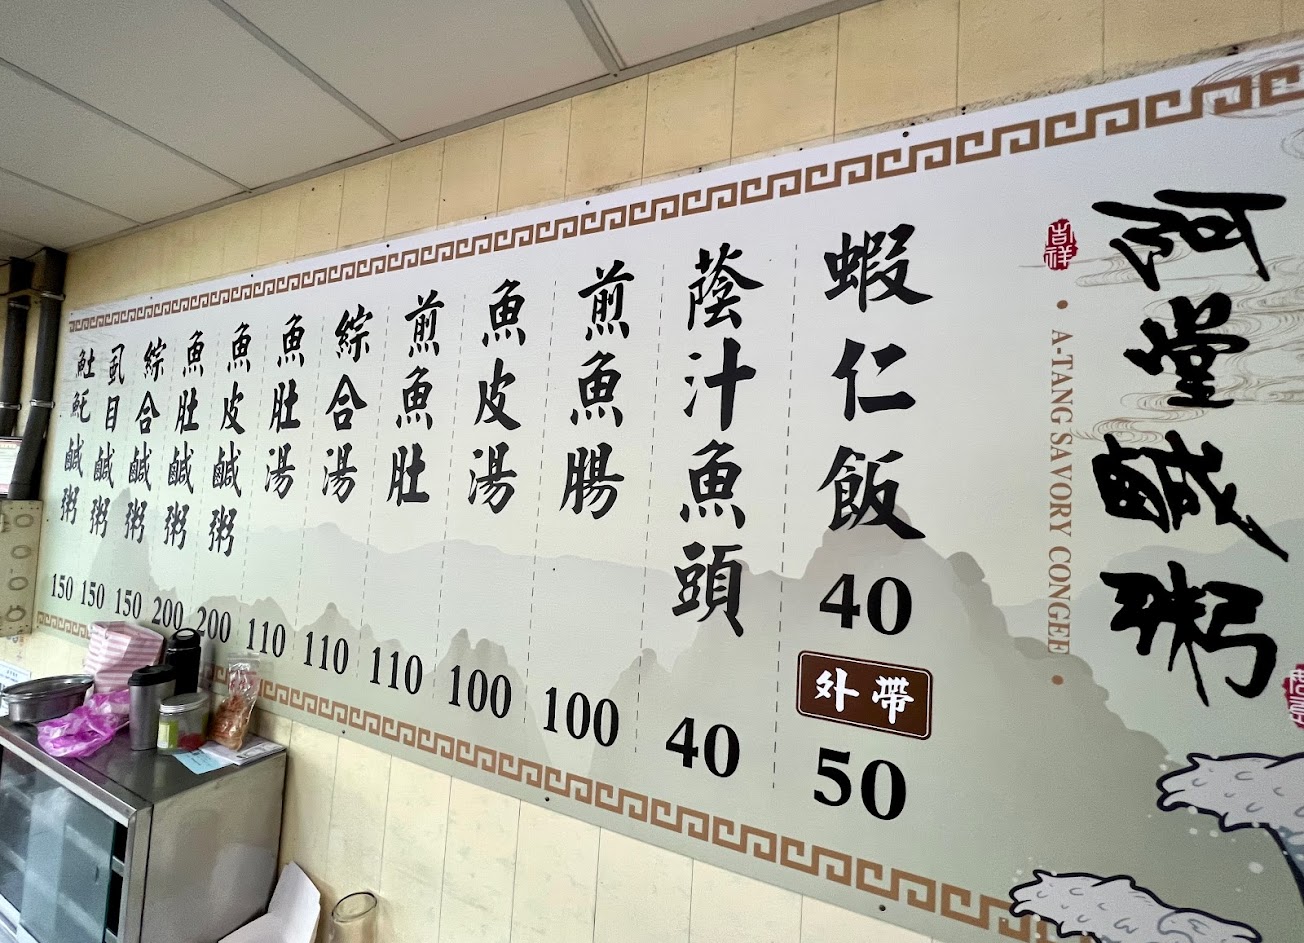 阿堂鹹粥
吉祥
• A-TANG SAVORY CONGEE •
蝦仁飯 40
外帶 50
蔭汁魚頭 40
煎魚腸 100
魚皮湯 100
煎魚肚 110
綜合湯 110
魚肚湯 110
魚皮鹹粥 200
魚肚鹹粥 200
綜合鹹粥 150
虱目鹹粥 150
魠鹹粥 150